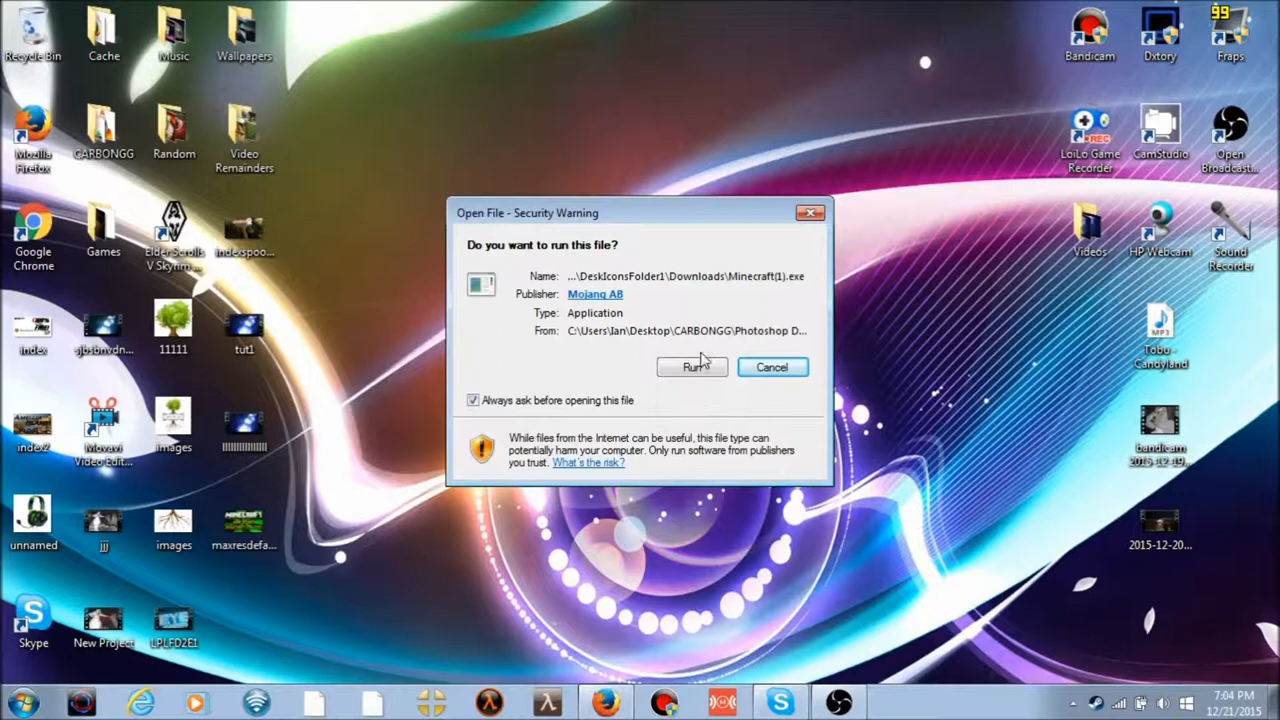 Recycle Bin
Cache
Music
Wallpapers
Bandicam
Dxtory
99
Fraps
Mozilla
Firefox
CARBONGG
Random
Video
Remainders
LoiLo Game
Recorder
REC
CamStudio
Open
Broadcast...
Google
Chrome
Games
Elder Scrolls
V Skyrim ...
indexspoo...
Videos
HP Webcam
Sound
Recorder
Open File - Security Warning
Do you want to run this file?
Name: ...\DeskIconsFolder1\Downloads\Minecraft(1).exe
Publisher: Mojang AB
Type: Application
From: C:\Users\Ian\Desktop\CARBONGG\Photoshop D...
Run
Cancel
Always ask before opening this file
While files from the Internet can be useful, this file type can
potentially harm your computer. Only run software from publishers
you trust. What's the risk?
index
sjbsbnvdn...
11111
tut1
MP3
Tobu -
Candyland
index2
Movavi
Video Edit...
images
bandicam
2015-12-19...
unnamed
jjj
images
MINECRAFT
maxresdefa...
2015-12-20...
Skype
New Project
LPLFD2E1
7:04 PM
12/21/2015